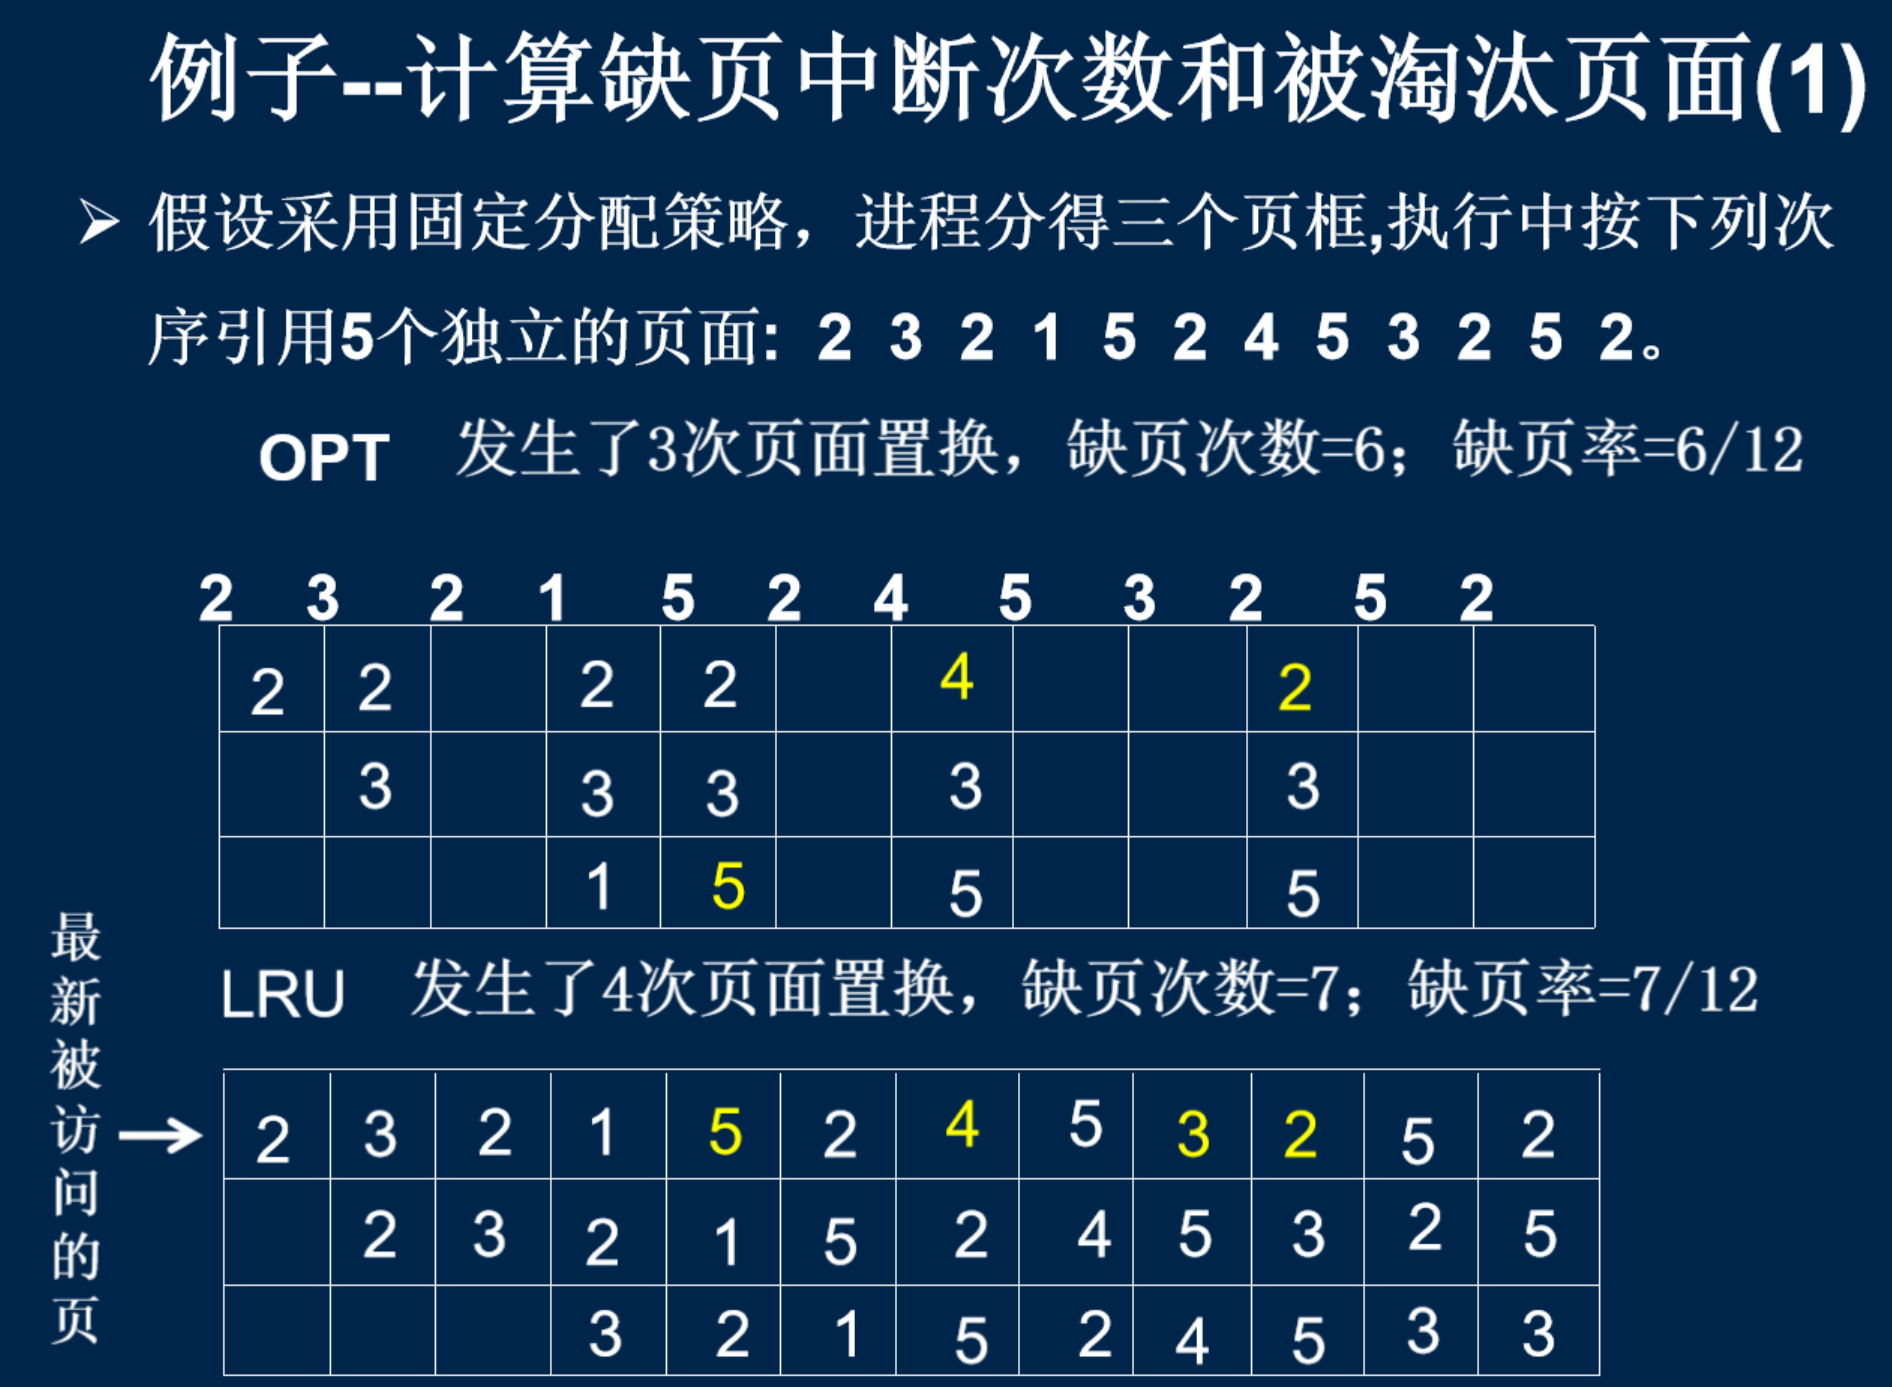 例子--计算缺页中断次数和被淘汰页面(1)
➢ 假设采用固定分配策略，进程分得三个页框,执行中按下列次
序引用5个独立的页面: 2 3 2 1 5 2 4 5 3 2 5 2。
OPT 发生了3次页面置换，缺页次数=6；缺页率=6/12
2 3 2 1 5 2 4 5 3 2 5 2
2 2 2 2 4 2
3 3 3 3 3
1 5 5 5
LRU 发生了4次页面置换，缺页次数=7；缺页率=7/12
最新被访问的页
2 3 2 1 5 2 4 5 3 2 5 2
2 3 2 1 5 2 4 5 3 2 5
3 2 1 5 2 4 5 3 3